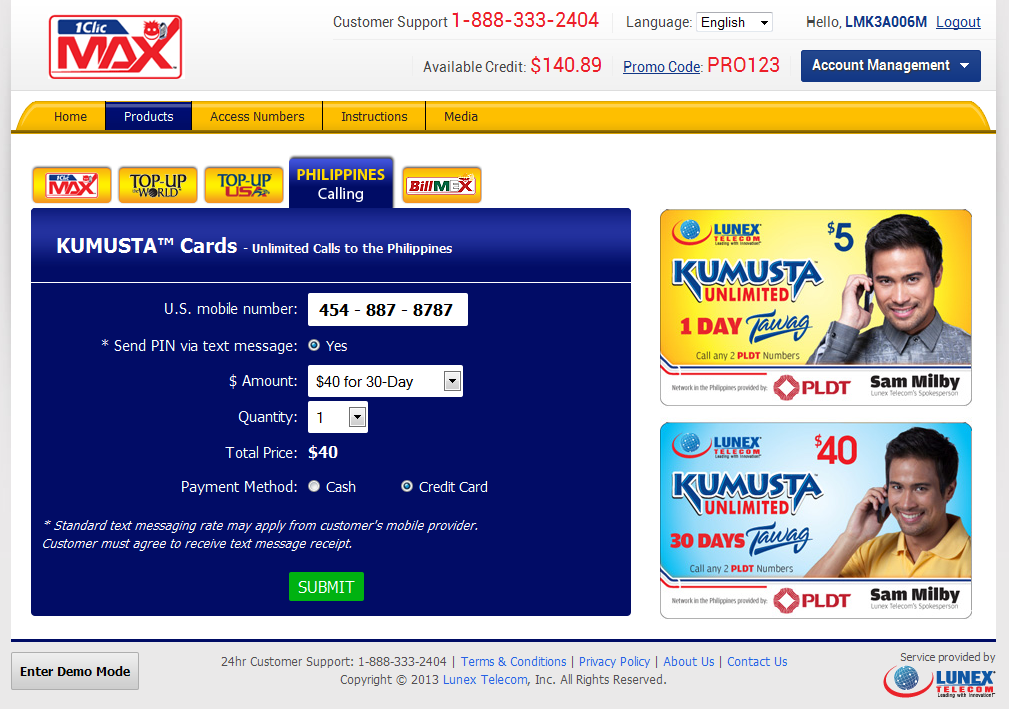 1Clic
MAX™
Customer Support 1-888-333-2404
Language: English
Hello, LMK3A006M Logout
Available Credit: $140.89
Promo Code: PRO123
Account Management
Home
Products
Access Numbers
Instructions
Media
1Clic
MAX
TOP-UP
the WORLD
TOP-UP
USA
PHILIPPINES
Calling
BillMAX
KUMUSTA™ Cards - Unlimited Calls to the Philippines
U.S. mobile number: 454 - 887 - 8787
* Send PIN via text message: Yes
$ Amount: $40 for 30-Day
Quantity: 1
Total Price: $40
Payment Method: Cash Credit Card
* Standard text messaging rate may apply from customer's mobile provider.
Customer must agree to receive text message receipt.
SUBMIT
LUNEX
TELECOM
Leading with Innovation!
$5
KUMUSTA™
UNLIMITED
1 DAY Tawag
Call any 2 PLDT Numbers
Network in the Philippines provided by: PLDT
Sam Milby
Lunex Telecom's Spokesperson
LUNEX
TELECOM
Leading with Innovation!
$40
KUMUSTA™
UNLIMITED
30 DAYS Tawag
Call any 2 PLDT Numbers
Network in the Philippines provided by: PLDT
Sam Milby
Lunex Telecom's Spokesperson
Enter Demo Mode
24hr Customer Support: 1-888-333-2404 | Terms & Conditions | Privacy Policy | About Us | Contact Us
Copyright © 2013 Lunex Telecom, Inc. All Rights Reserved.
Service provided by
LUNEX
TELECOM
Leading with Innovation!